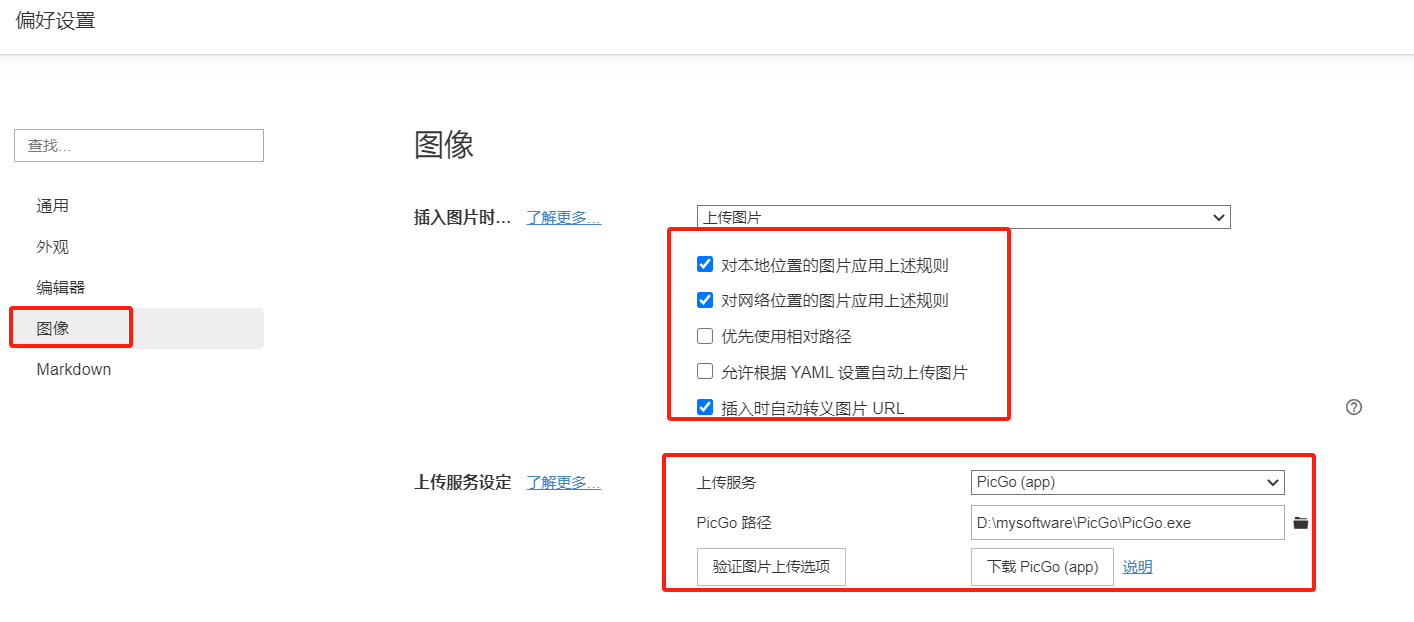 偏好设置
查找...
通用
外观
编辑器
图像
Markdown
图像
插入图片时... 了解更多... 上传图片
对本地位置的图片应用上述规则
对网络位置的图片应用上述规则
优先使用相对路径
允许根据 YAML 设置自动上传图片
插入时自动转义图片 URL
上传服务设定 了解更多... 上传服务 PicGo (app)
PicGo 路径 D:\mysoftware\PicGo\PicGo.exe
验证图片上传选项 下载 PicGo (app) 说明